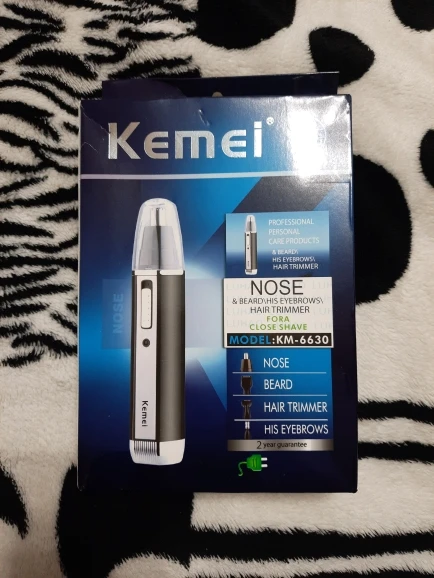 Kemei®
PROFESSIONAL
PERSONAL
CARE PRODUCTS
& BEARD\
HIS EYEBROWS\
HAIR TRIMMER
NOSE
NOSE
& BEARD\HIS EYEBROWS\
HAIR TRIMMER
FORA
CLOSE SHAVE
MODEL:KM-6630
NOSE
BEARD
HAIR TRIMMER
HIS EYEBROWS
2 year guarantee
Kemei